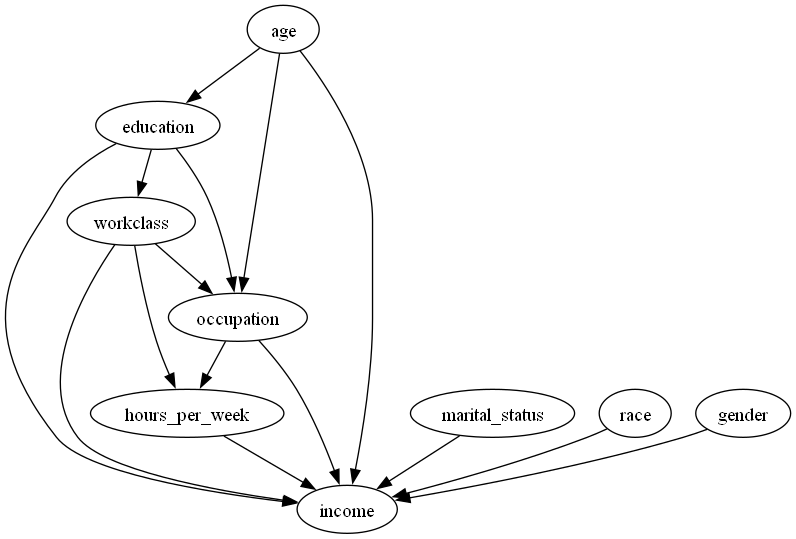 age
education
workclass
occupation
hours_per_week
marital_status
race
gender
income